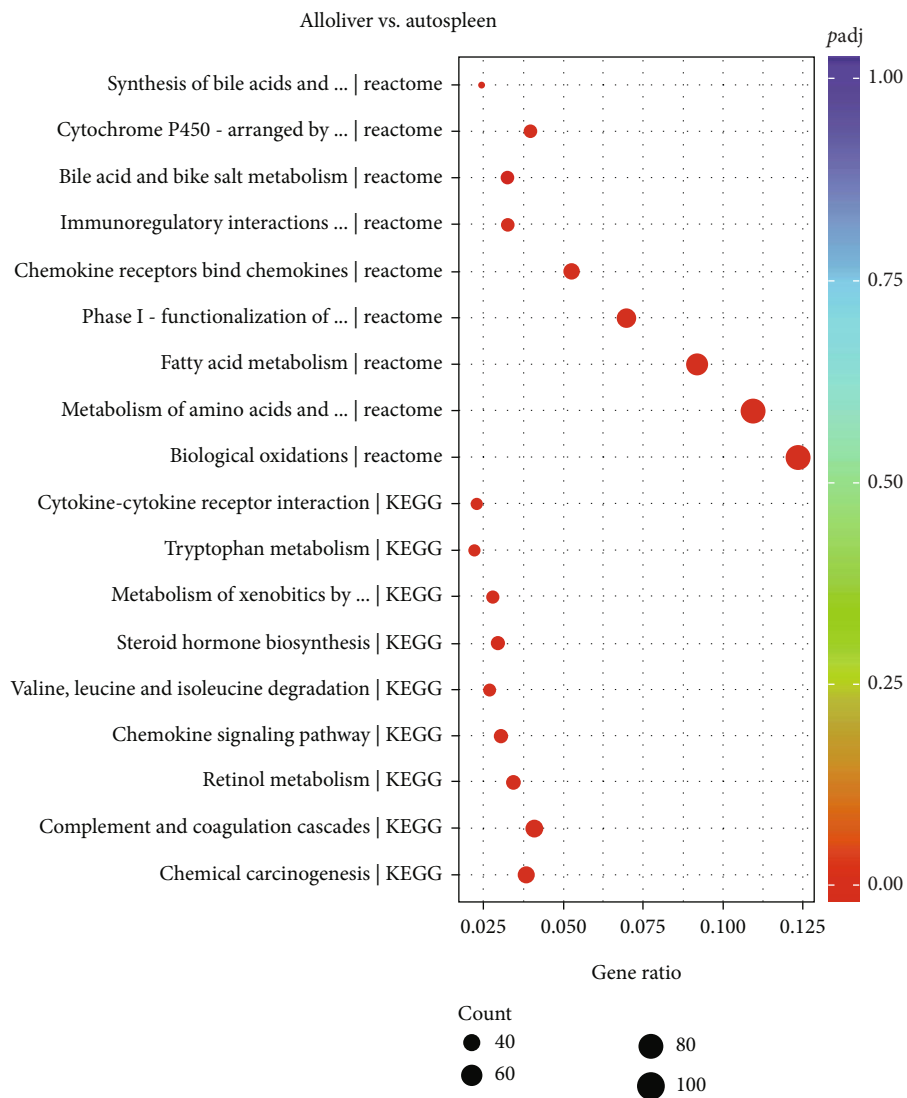 Alloliver vs. autospleen
padj
Synthesis of bile acids and ... | reactome
Cytochrome P450 - arranged by ... | reactome
Bile acid and bike salt metabolism | reactome
Immunoregulatory interactions ... | reactome
Chemokine receptors bind chemokines | reactome
Phase I - functionalization of ... | reactome
Fatty acid metabolism | reactome
Metabolism of amino acids and ... | reactome
Biological oxidations | reactome
Cytokine-cytokine receptor interaction | KEGG
Tryptophan metabolism | KEGG
Metabolism of xenobitics by ... | KEGG
Steroid hormone biosynthesis | KEGG
Valine, leucine and isoleucine degradation | KEGG
Chemokine signaling pathway | KEGG
Retinol metabolism | KEGG
Complement and coagulation cascades | KEGG
Chemical carcinogenesis | KEGG
1.00
0.75
0.50
0.25
0.00
0.025 0.050 0.075 0.100 0.125
Gene ratio
Count
40 80
60 100